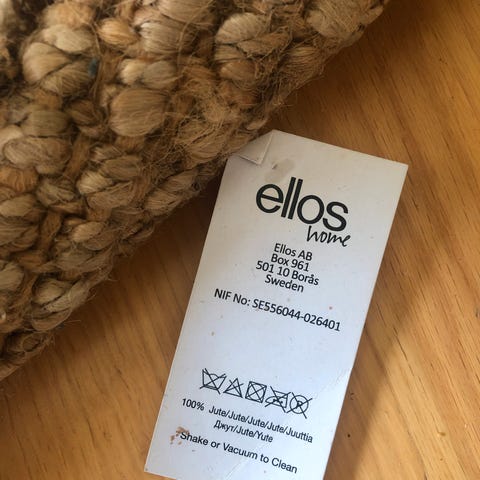 ellos
home
Ellos AB
Box 961
501 10 Borås
Sweden
NIF No: SE556044-026401
100% Jute/Jute/Jute/Jute/Juuttia
Джут/Jute/Yute
Shake or Vacuum to Clean